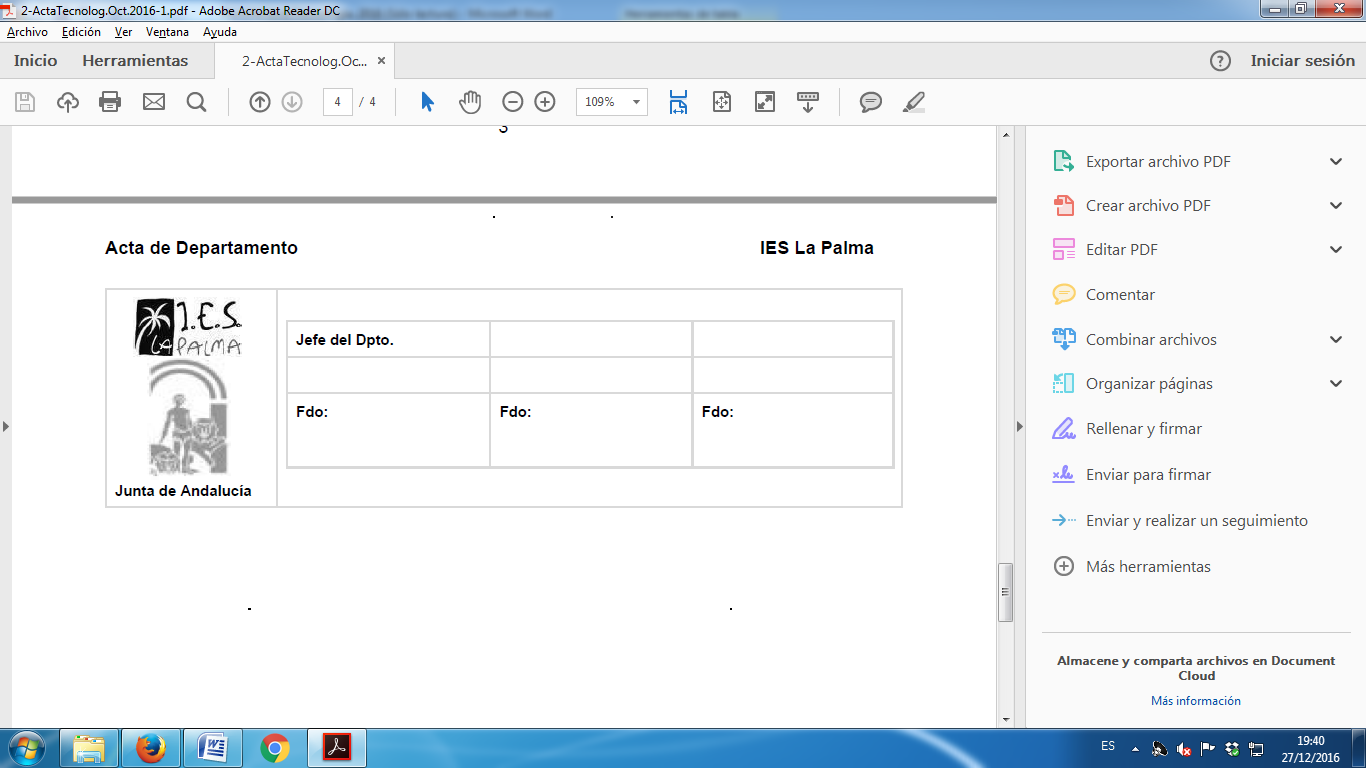 2-ActaTecnolog.Oct.2016-1.pdf - Adobe Acrobat Reader DC
Archivo Edición Ver Ventana Ayuda
Inicio Herramientas 2-ActaTecnolog.Oc... × Iniciar sesión
4 / 4 109%
3
Acta de Departamento IES La Palma
I.E.S.
LA PALMA
Junta de Andalucía
Jefe del Dpto.
Fdo: Fdo: Fdo:
Exportar archivo PDF
Crear archivo PDF
Editar PDF
Comentar
Combinar archivos
Organizar páginas
Rellenar y firmar
Enviar para firmar
Enviar y realizar un seguimiento
Más herramientas
Almacene y comparta archivos en Document
Cloud
Más información
ES 19:40
27/12/2016